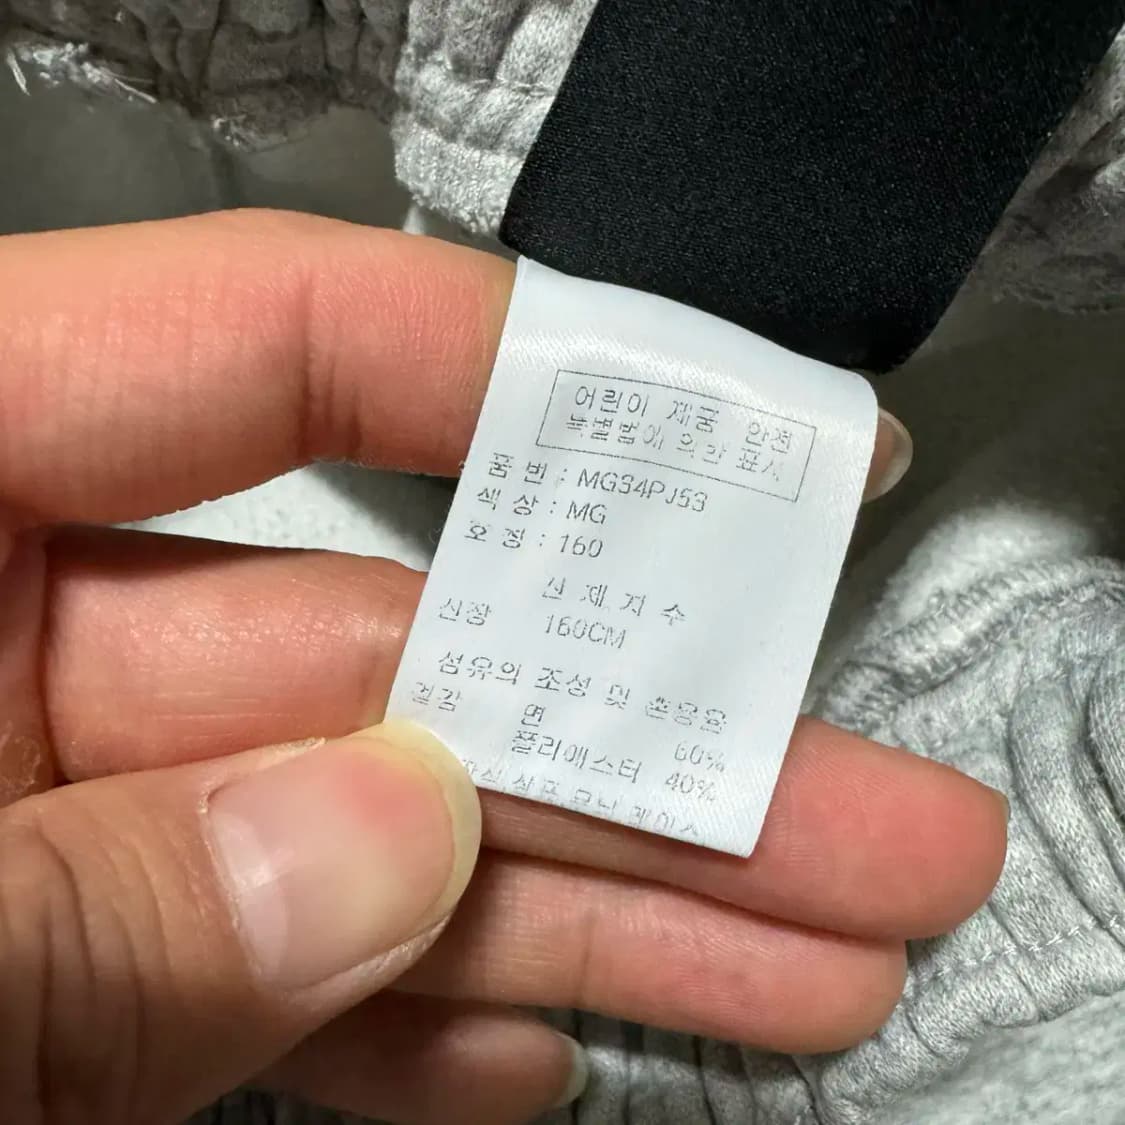 어린이 제품 안전
특별법에 의한 표시
품 번 : MG34PJ53
색 상 : MG
호 칭 : 160
신 체 치 수
신장 160CM
섬유의 조성 및 혼용율
겉감 면 60%
폴리에스터 40%